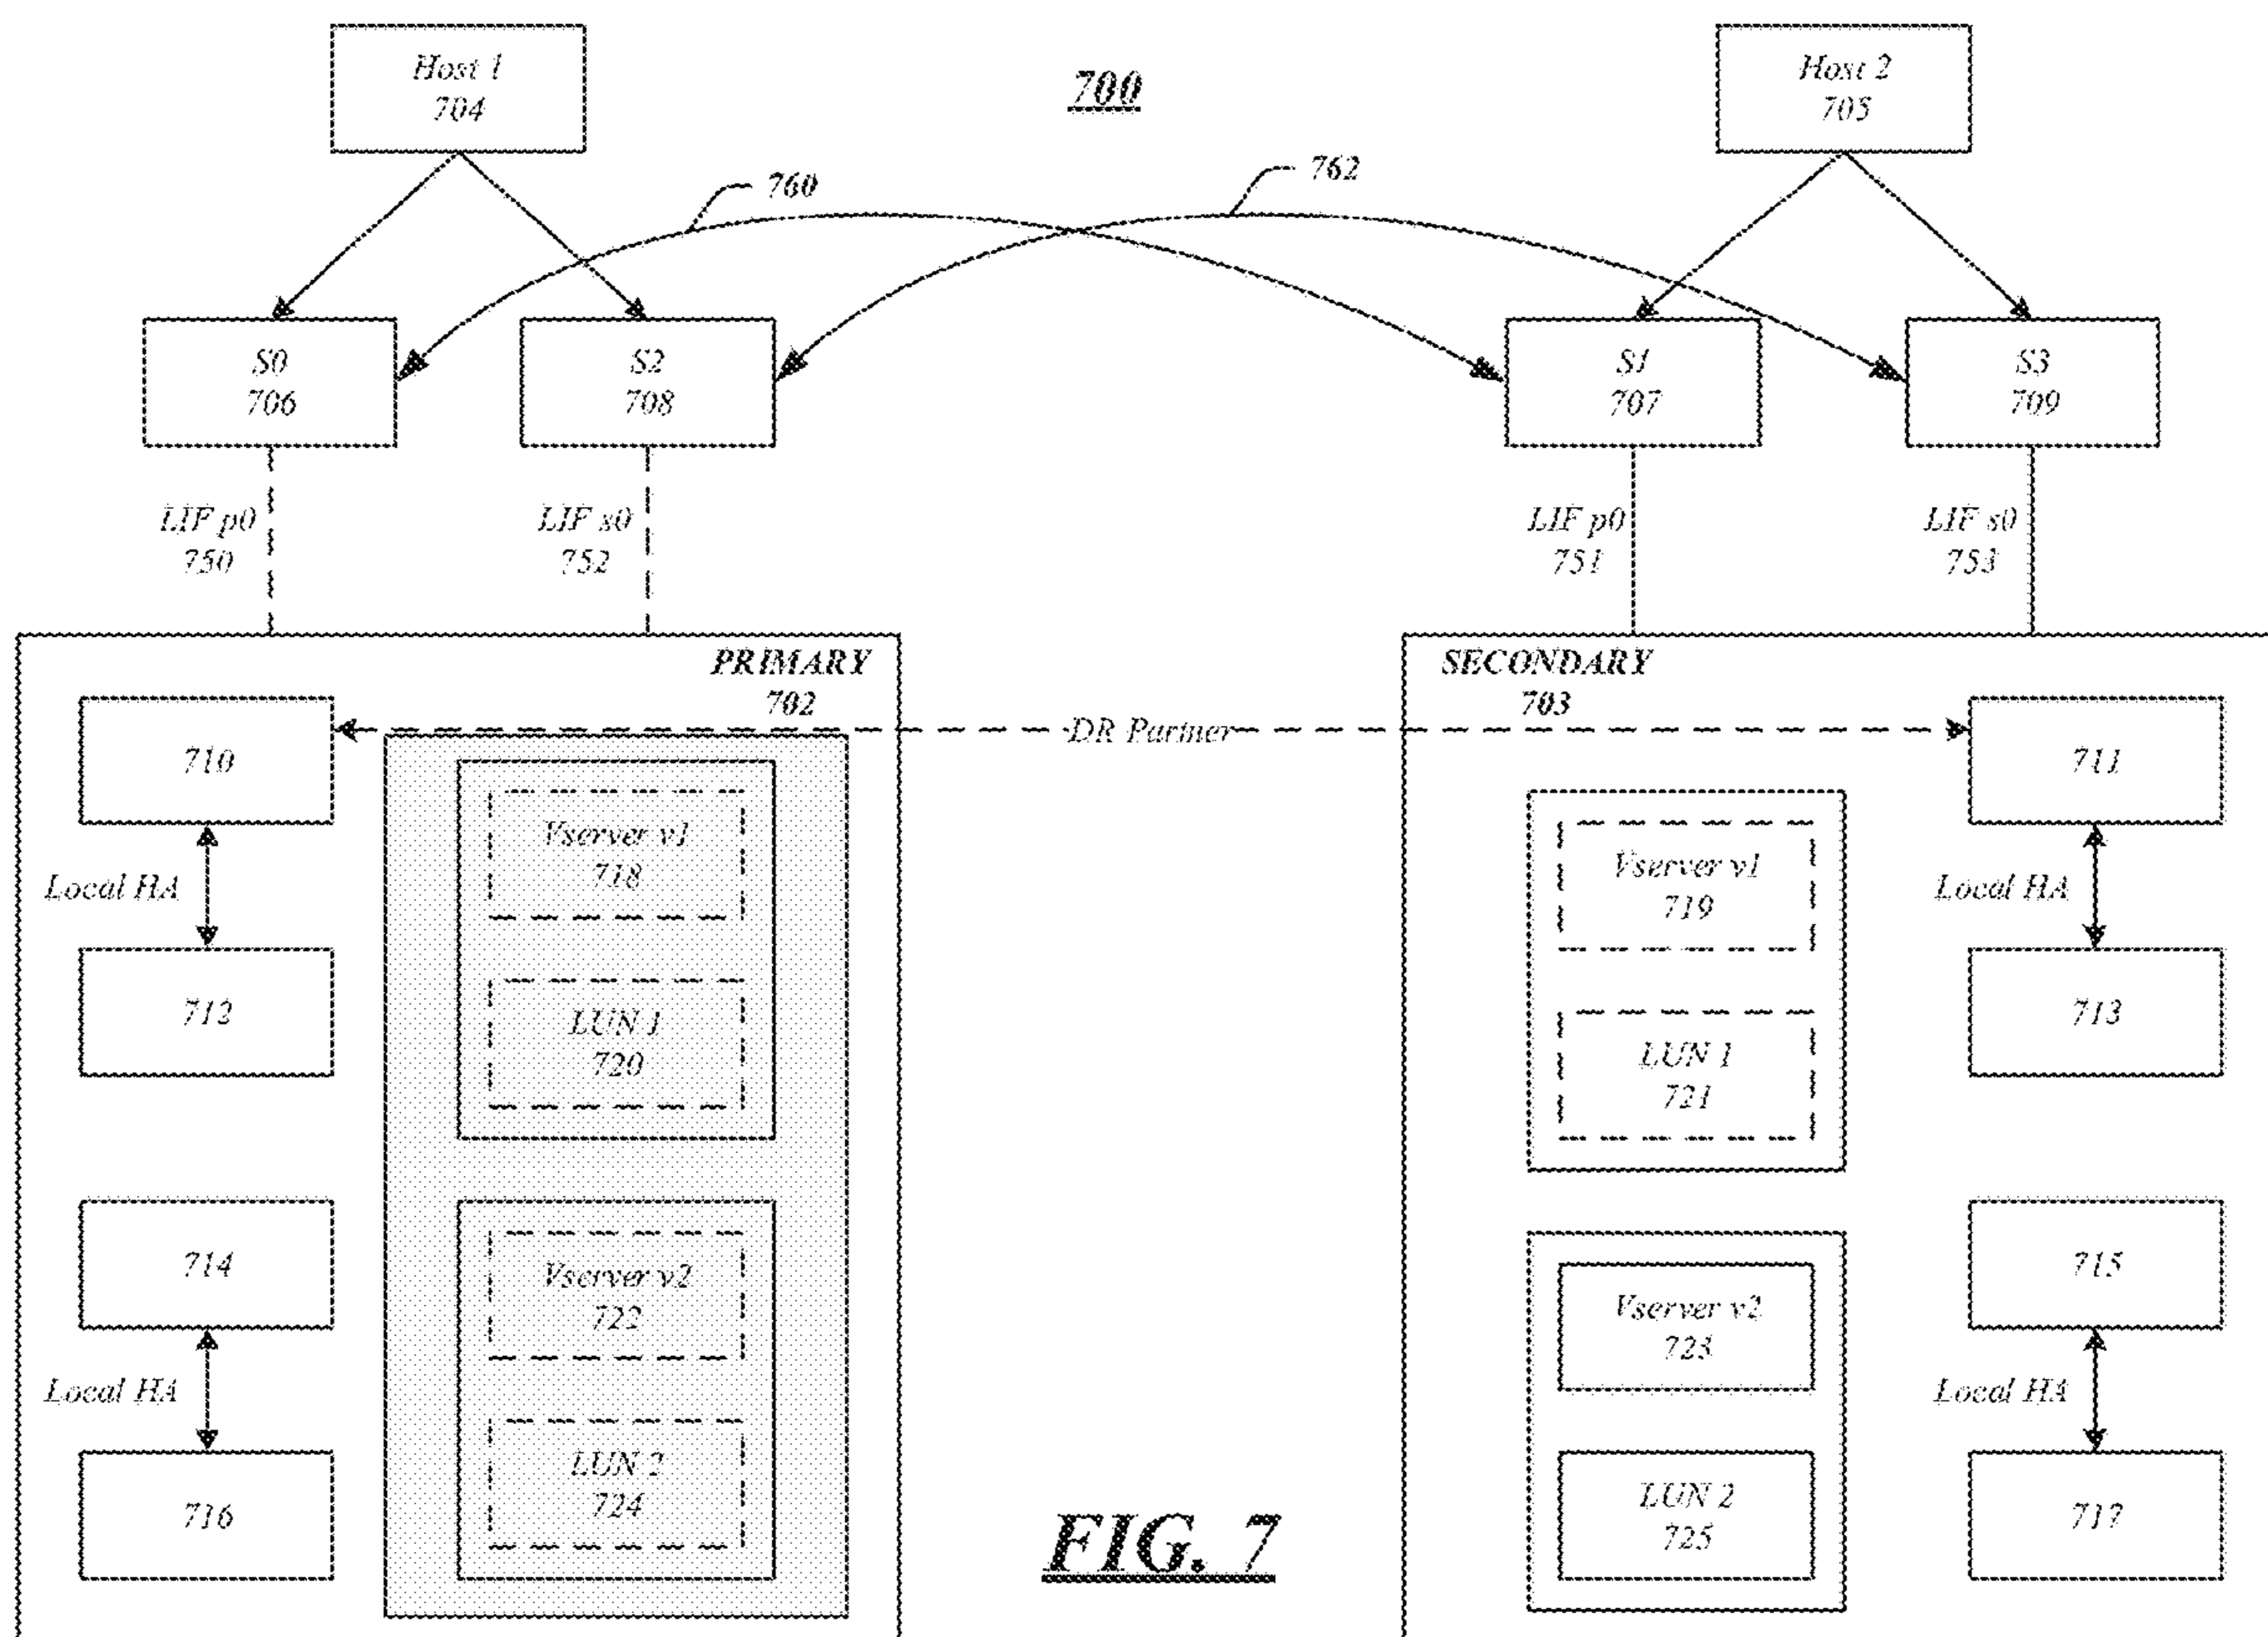 Host 1
704
700
Host 2
705
760
762
S0
706
S2
708
S1
707
S3
709
LIF p0
750
LIF s0
752
LIF p0
751
LIF s0
753
PRIMARY
702
SECONDARY
703
DR Partner
710
711
Vserver v1
718
Vserver v1
719
Local HA
Local HA
712
LUN 1
720
LUN 1
721
713
714
Vserver v2
722
Vserver v2
723
715
Local HA
Local HA
716
LUN 2
724
LUN 2
725
717
FIG. 7